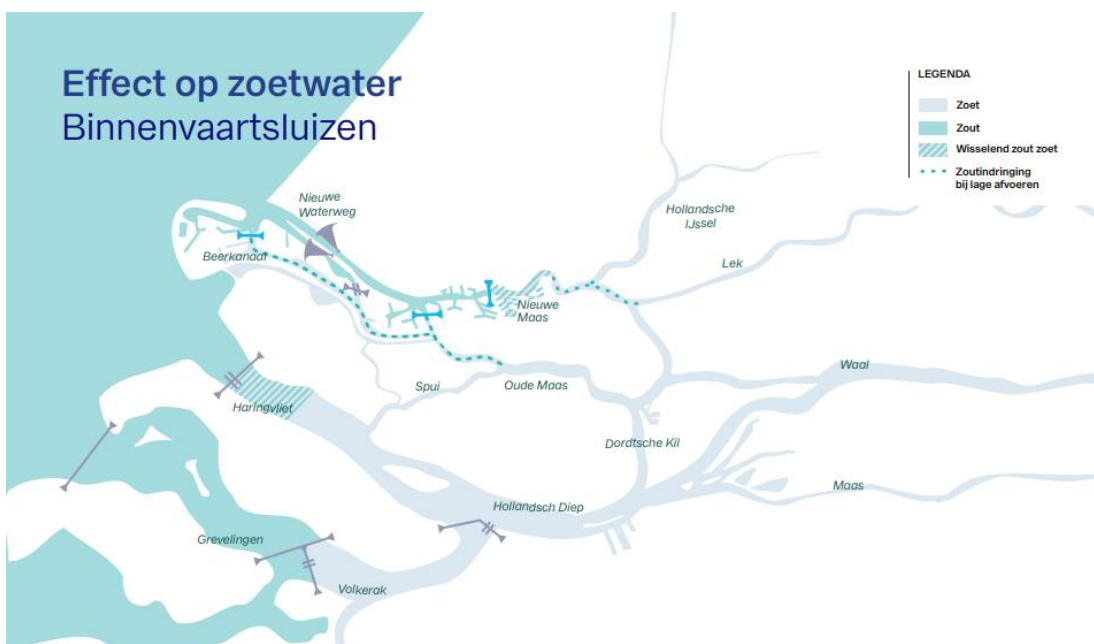 Effect op zoetwater
Binnenvaartsluizen
LEGENDA
Zoet
Zout
Wisselend zout zoet
Zoutindringing
bij lage afvoeren
Nieuwe
Waterweg
Hollandsche
IJssel
Beerkanaal
Lek
Nieuwe
Maas
Waal
Spui
Oude Maas
Haringvliet
Dordtsche Kil
Maas
Hollandsch Diep
Grevelingen
Volkerak